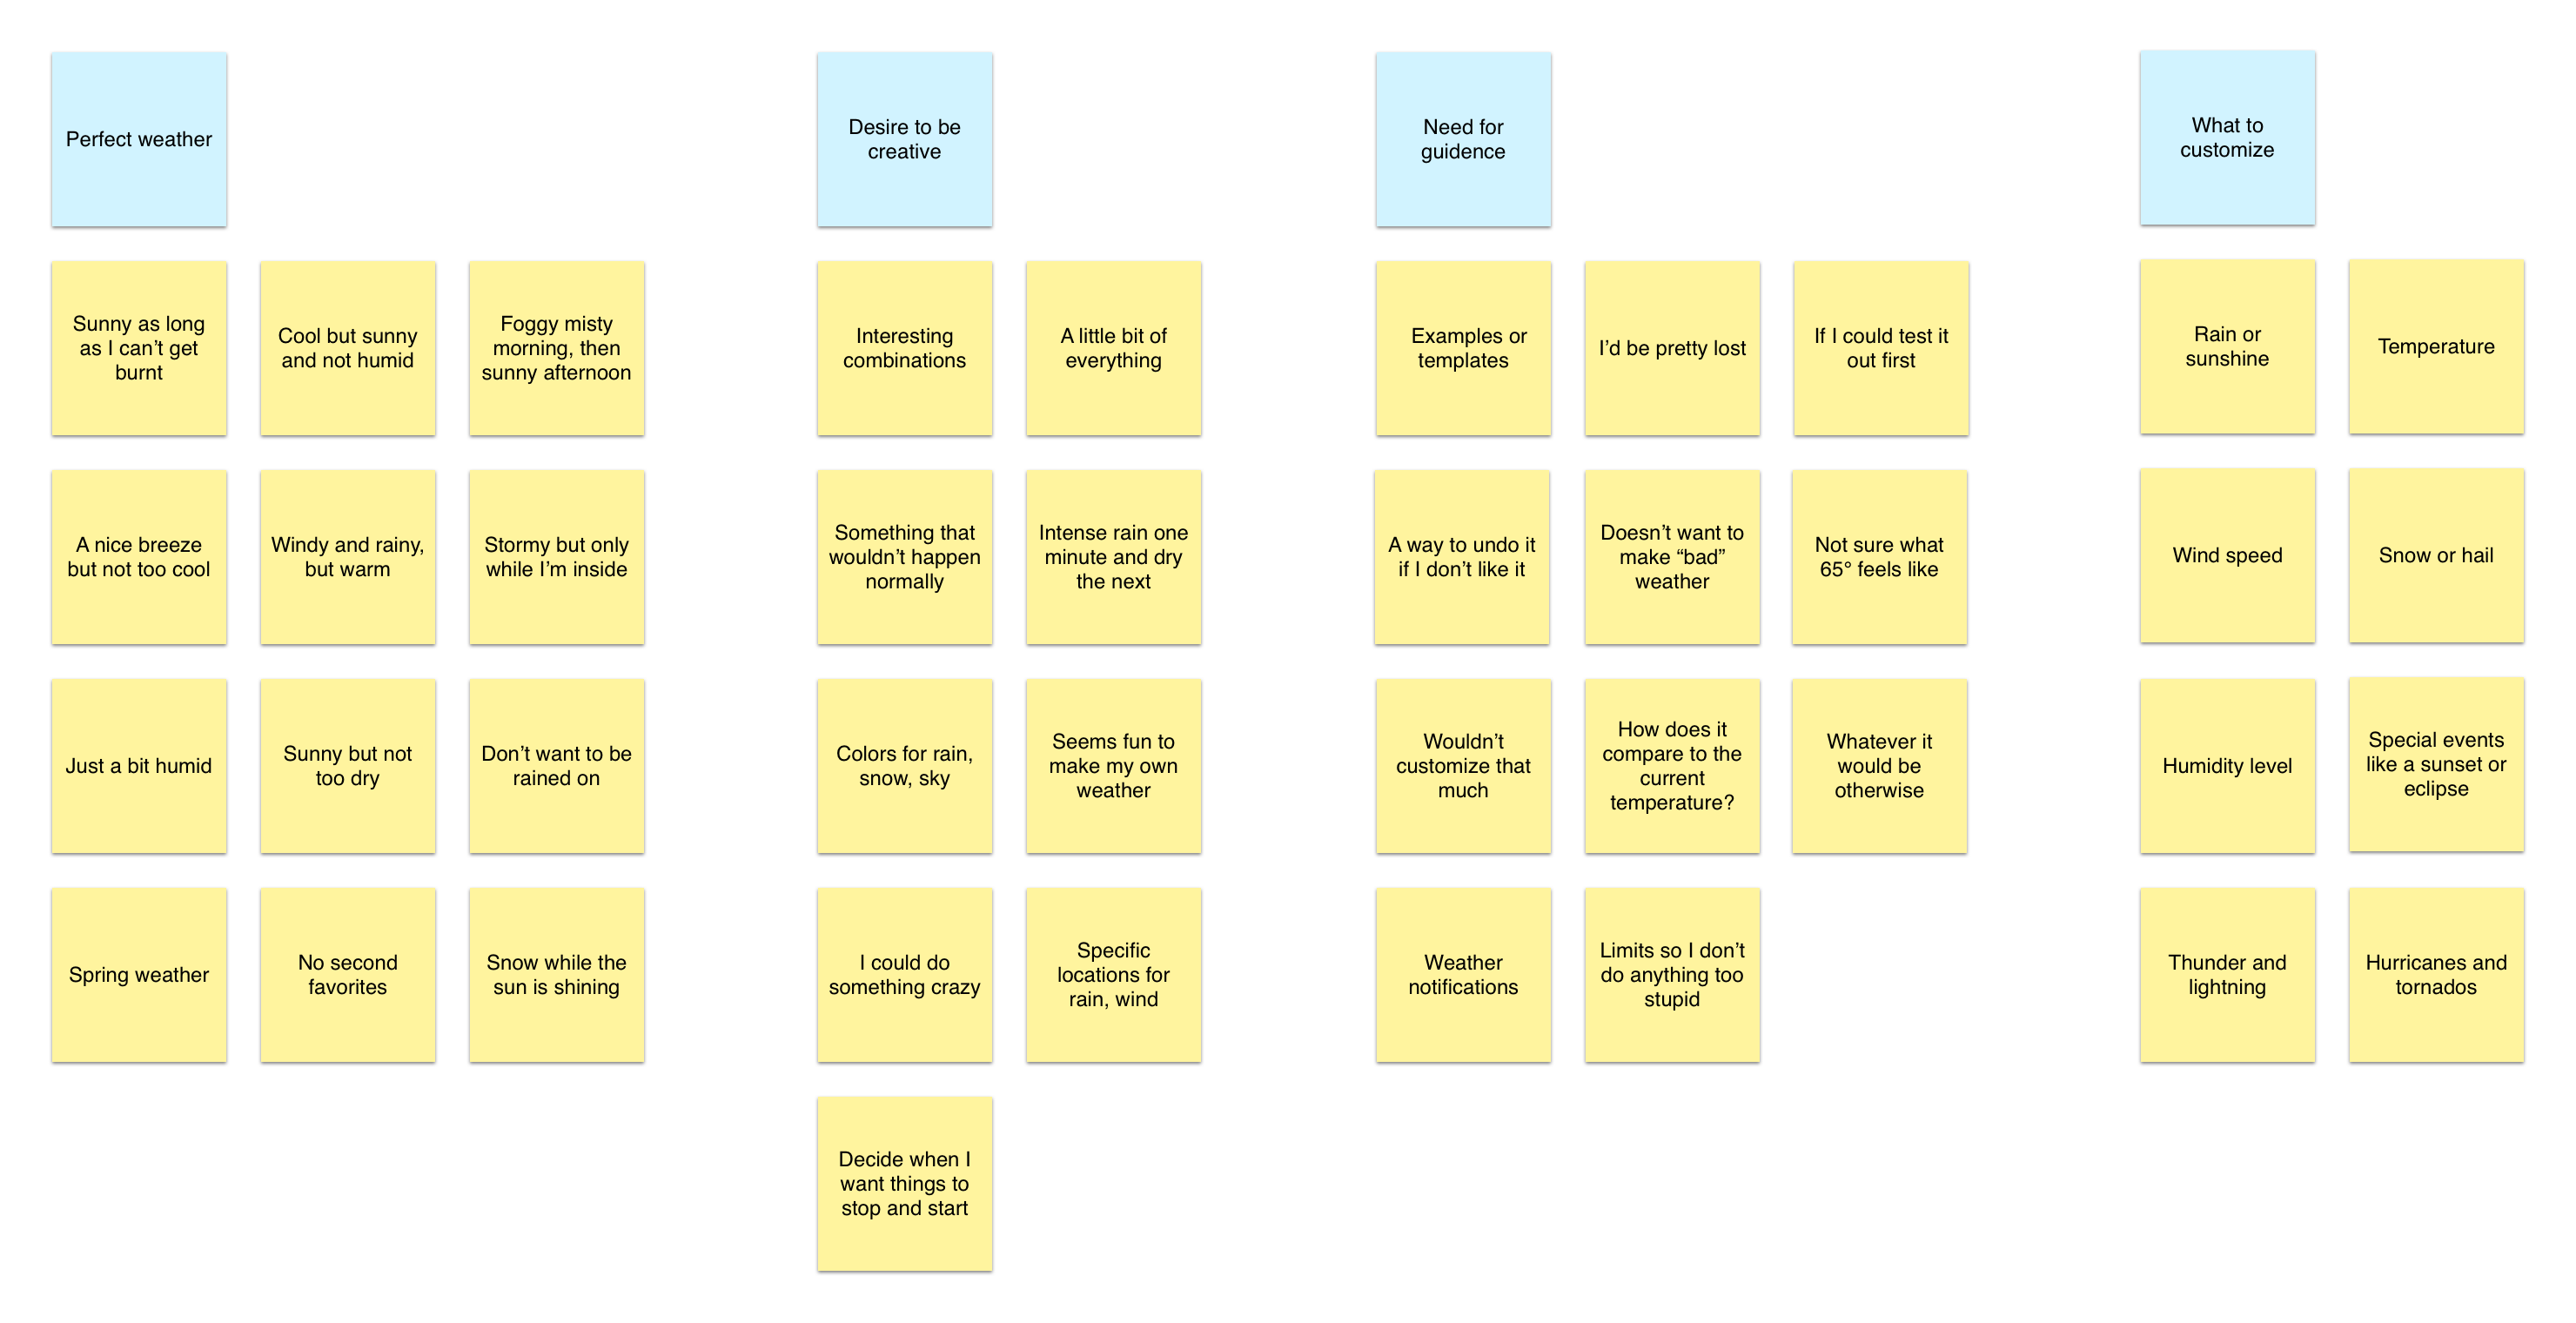 Perfect weather
Sunny as long
as I can’t get
burnt
Cool but sunny
and not humid
Foggy misty
morning, then
sunny afternoon
A nice breeze
but not too cool
Windy and rainy,
but warm
Stormy but only
while I’m inside
Just a bit humid
Sunny but not
too dry
Don’t want to be
rained on
Spring weather
No second
favorites
Snow while the
sun is shining
Desire to be
creative
Interesting
combinations
A little bit of
everything
Something that
wouldn’t happen
normally
Intense rain one
minute and dry
the next
Colors for rain,
snow, sky
Seems fun to
make my own
weather
I could do
something crazy
Specific
locations for
rain, wind
Decide when I
want things to
stop and start
Need for
guidence
Examples or
templates
I’d be pretty lost
If I could test it
out first
A way to undo it
if I don’t like it
Doesn’t want to
make “bad”
weather
Not sure what
65° feels like
Wouldn’t
customize that
much
How does it
compare to the
current
temperature?
Whatever it
would be
otherwise
Weather
notifications
Limits so I don’t
do anything too
stupid
What to
customize
Rain or
sunshine
Temperature
Wind speed
Snow or hail
Humidity level
Special events
like a sunset or
eclipse
Thunder and
lightning
Hurricanes and
tornados